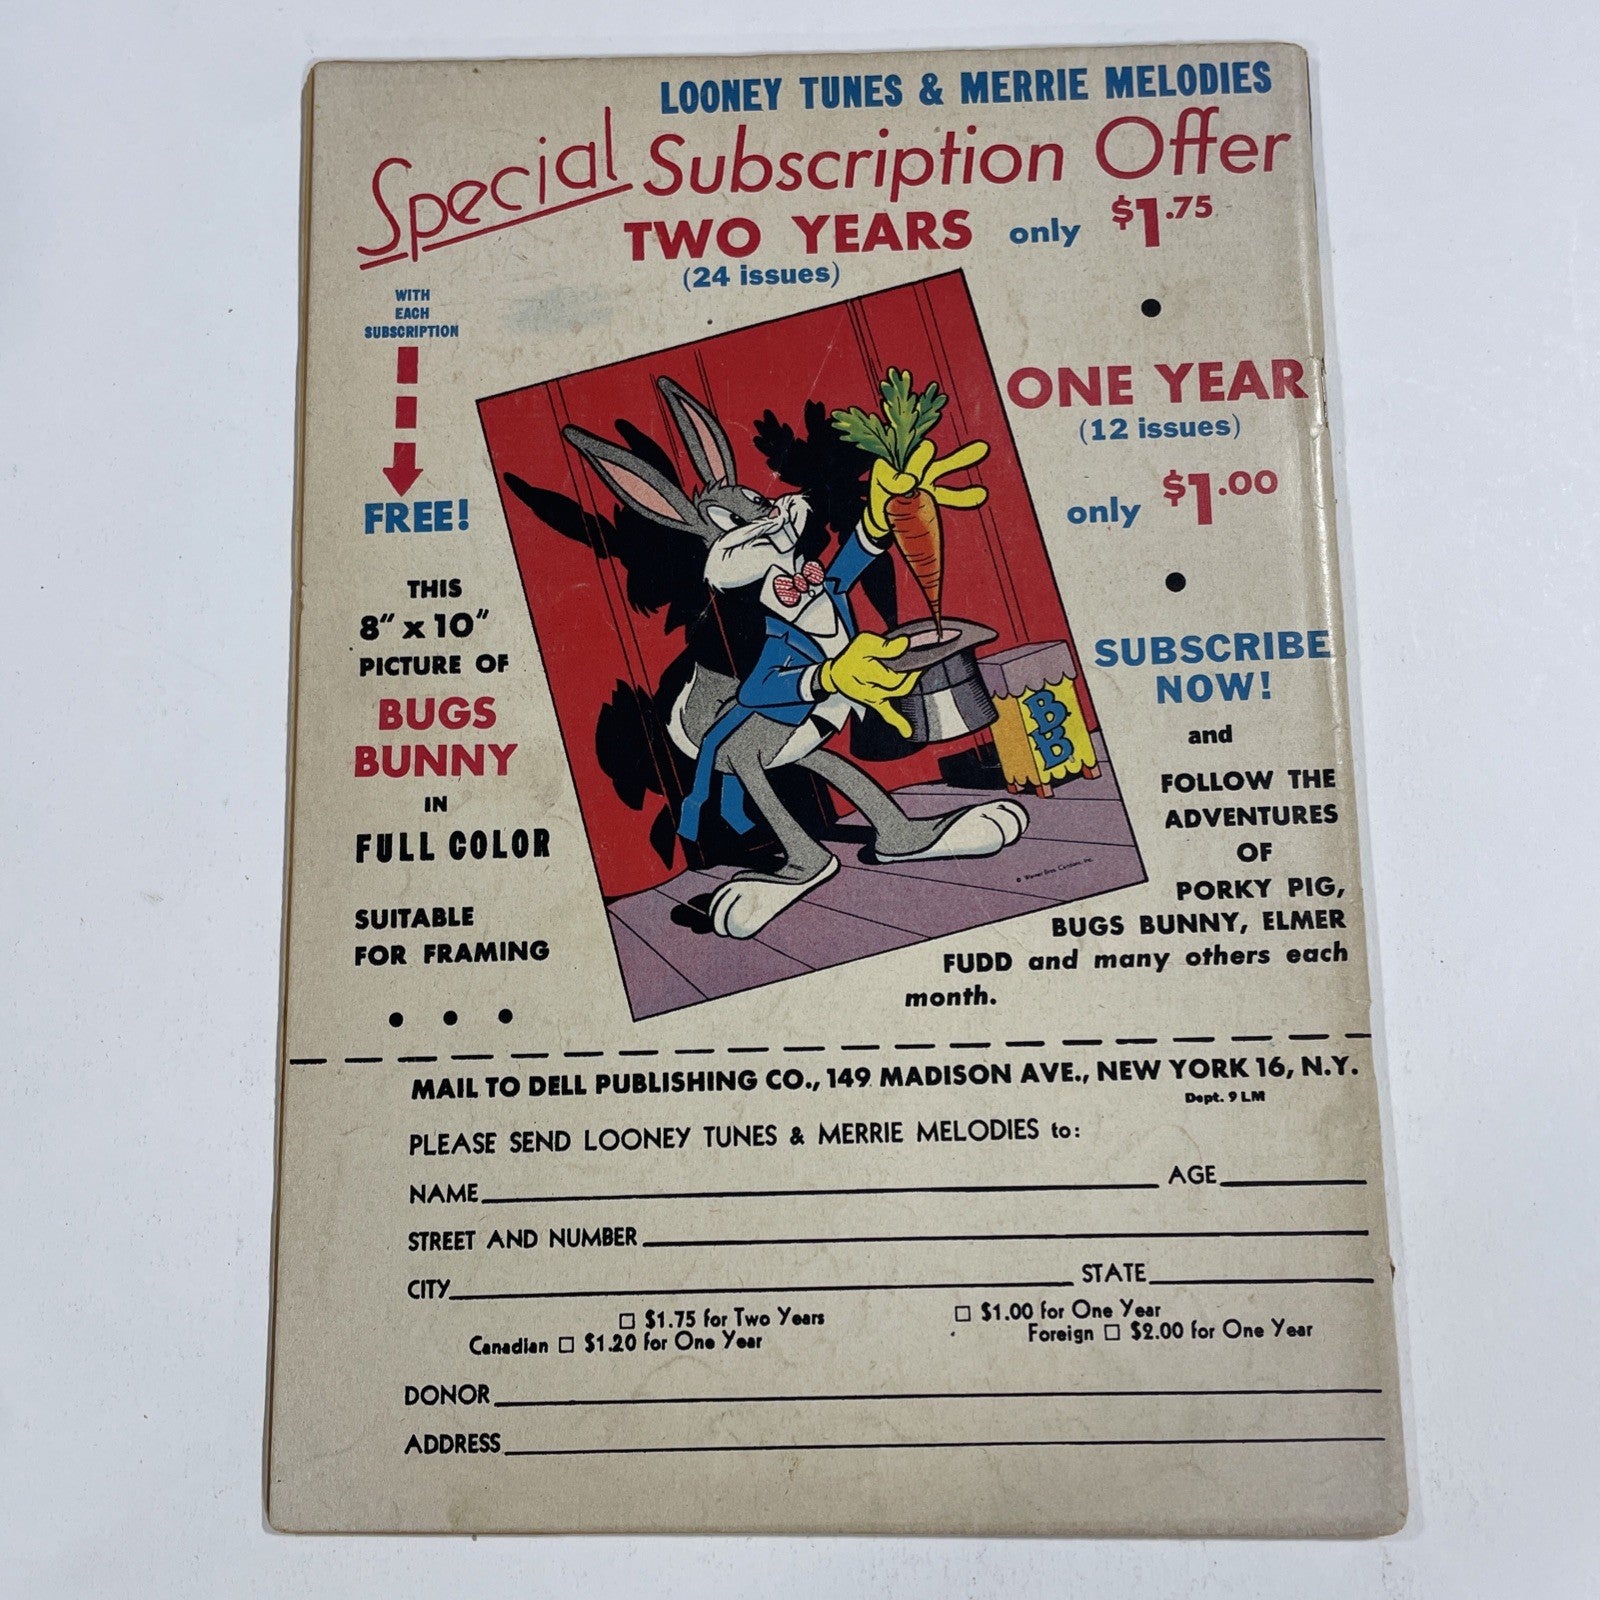 LOONEY TUNES & MERRIE MELODIES
Special Subscription Offer
TWO YEARS only $1.75
(24 issues)
WITH
EACH
SUBSCRIPTION
FREE!
THIS
8" x 10"
PICTURE OF
BUGS
BUNNY
IN
FULL COLOR
SUITABLE
FOR FRAMING
BB
© Warner Bros. Cartoons, Inc.
ONE YEAR
(12 issues)
only $1.00
SUBSCRIBE
NOW!
and
FOLLOW THE
ADVENTURES
OF
PORKY PIG,
BUGS BUNNY, ELMER
FUDD and many others each
month.
MAIL TO DELL PUBLISHING CO., 149 MADISON AVE., NEW YORK 16, N.Y.
Dept. 9 LM
PLEASE SEND LOONEY TUNES & MERRIE MELODIES to:
NAME AGE
STREET AND NUMBER
CITY STATE
□ $1.75 for Two Years □ $1.00 for One Year
Canadian □ $1.20 for One Year Foreign □ $2.00 for One Year
DONOR
ADDRESS